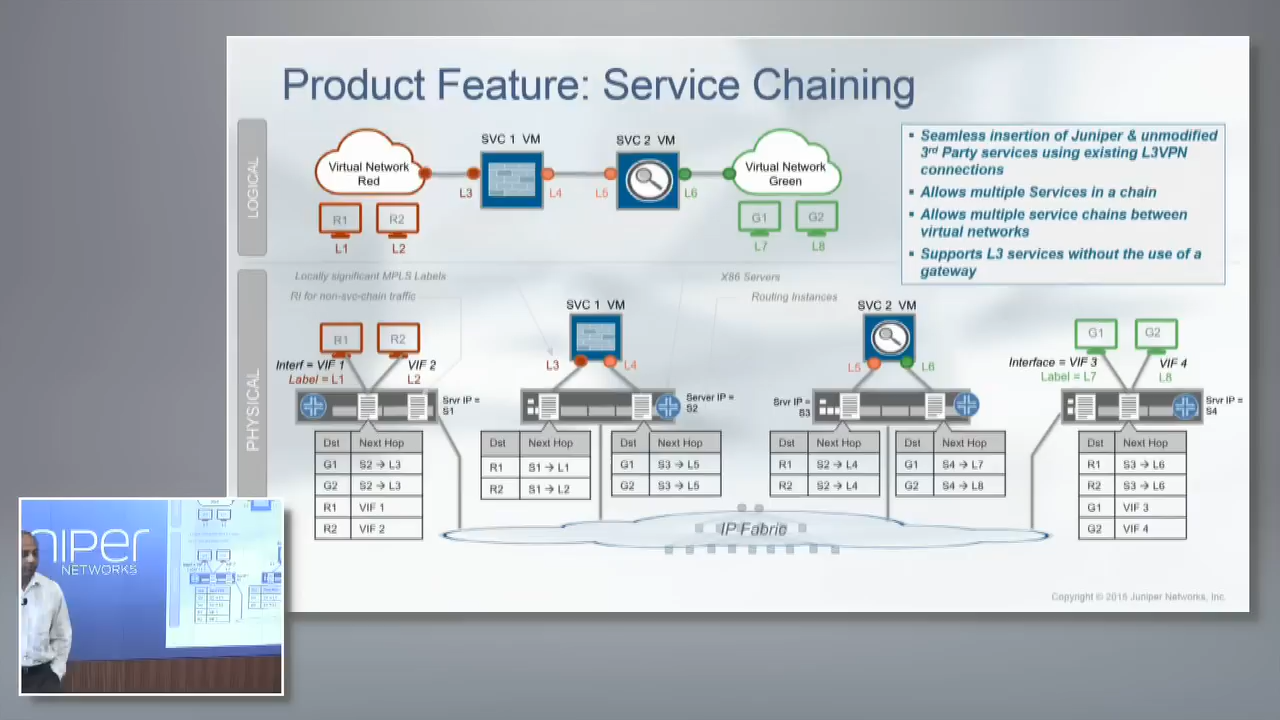 Product Feature: Service Chaining
LOGICAL
Virtual Network
Red
SVC 1 VM
SVC 2 VM
Virtual Network
Green
L3
L4
L5
L6
R1
R2
L1
L2
G1
G2
L7
L8
Seamless insertion of Juniper & unmodified
3rd Party services using existing L3VPN
connections
Allows multiple Services in a chain
Allows multiple service chains between
virtual networks
Supports L3 services without the use of a
gateway
PHYSICAL
Locally significant MPLS Labels
RI for non-svc-chain traffic
X86 Servers
Routing Instances
R1
R2
Interf = VIF 1
Label = L1
VIF 2
L2
Srvr IP =
S1
SVC 1 VM
L3
L4
Server IP =
S2
SVC 2 VM
L5
L6
Srvr IP =
S3
G1
G2
Interface = VIF 3
Label = L7
VIF 4
L8
Srvr IP =
S4
Dst Next Hop
G1 S2 → L3
G2 S2 → L3
R1 VIF 1
R2 VIF 2
Dst Next Hop
R1 S1 → L1
R2 S1 → L2
Dst Next Hop
G1 S3 → L5
G2 S3 → L5
Dst Next Hop
R1 S2 → L4
R2 S2 → L4
Dst Next Hop
G1 S4 → L7
G2 S4 → L8
Dst Next Hop
R1 S3 → L6
R2 S3 → L6
G1 VIF 3
G2 VIF 4
IP Fabric
Copyright © 2015 Juniper Networks, Inc.
niper
NETWORKS